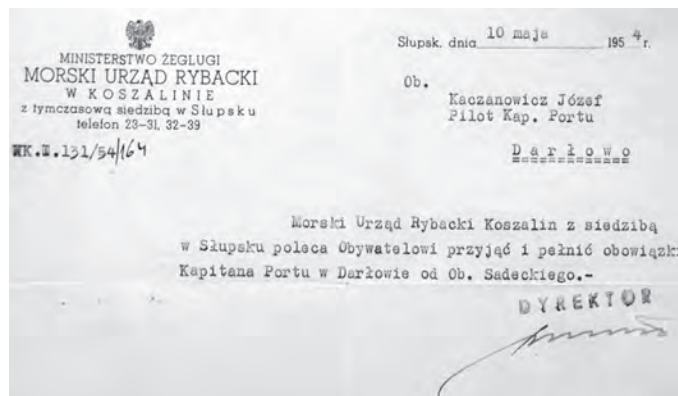 MINISTERSTWO ŻEGLUGI
MORSKI URZĄD RYBACKI
W KOSZALINIE
z tymczasową siedzibą w Słupsku
telefon 23-31, 32-39
WK.II.131/54/164
Słupsk, dnia 10 maja 195 4 r.
Ob.
Kaczanowicz Józef
Pilot Kap. Portu
Darłowo
Morski Urząd Rybacki Koszalin z siedzibą
w Słupsku poleca Obywatelowi przyjąć i pełnić obowiązki
Kapitana Portu w Darłowie od Ob. Sadeckiego.-
DYREKTOR